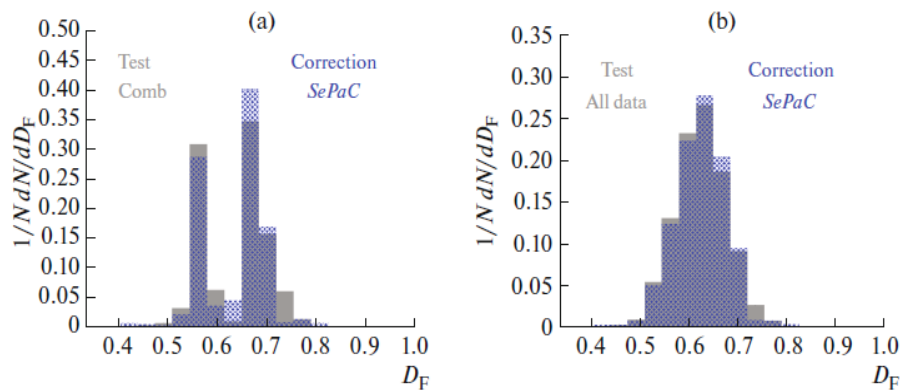 (a)
0.50
0.45
0.40
0.35
0.30
0.25
0.20
0.15
0.10
0.05
0
1/N dN/dD_F
Test
Comb
Correction
SePaC
0.4 0.5 0.6 0.7 0.8 0.9 1.0
D_F
(b)
0.35
0.30
0.25
0.20
0.15
0.10
0.05
0
1/N dN/dD_F
Test
All data
Correction
SePaC
0.4 0.5 0.6 0.7 0.8 0.9 1.0
D_F